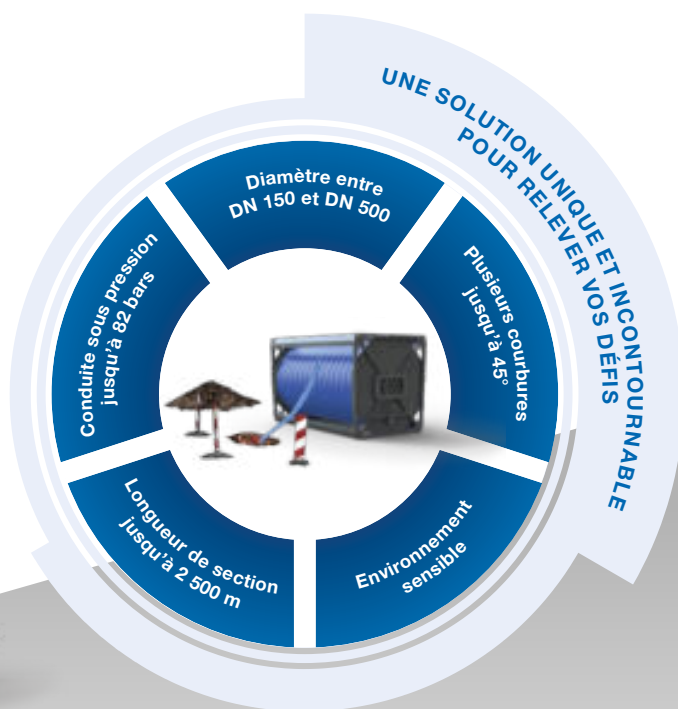 UNE SOLUTION UNIQUE ET INCONTOURNABLE
POUR RELEVER VOS DÉFIS
Diamètre entre
DN 150 et DN 500
Plusieurs courbures
jusqu'à 45°
Environnement
sensible
Longueur de section
jusqu'à 2 500 m
Conduite sous pression
jusqu'à 82 bars